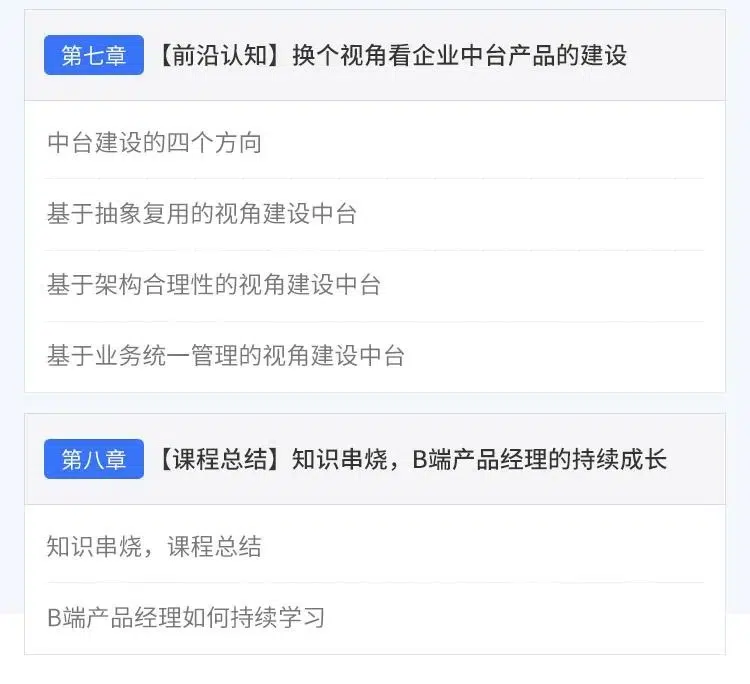 第七章 【前沿认知】换个视角看企业中台产品的建设
中台建设的四个方向
基于抽象复用的视角建设中台
基于架构合理性的视角建设中台
基于业务统一管理的视角建设中台
第八章 【课程总结】知识串烧，B端产品经理的持续成长
知识串烧，课程总结
B端产品经理如何持续学习